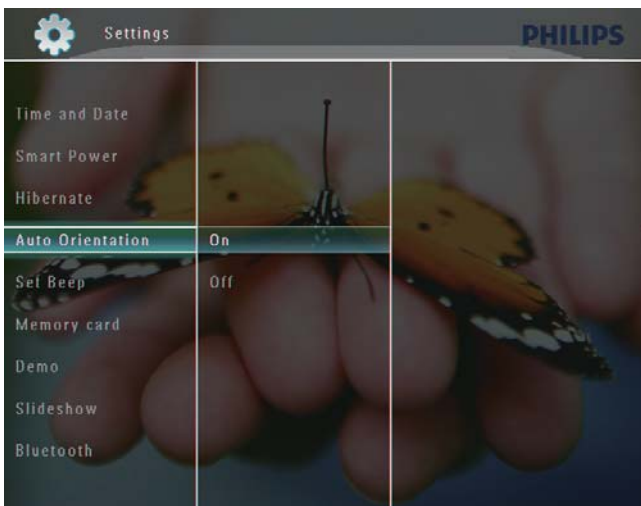 Settings
PHILIPS
Time and Date
Smart Power
Hibernate
Auto Orientation
On
Set Beep
Off
Memory card
Demo
Slideshow
Bluetooth